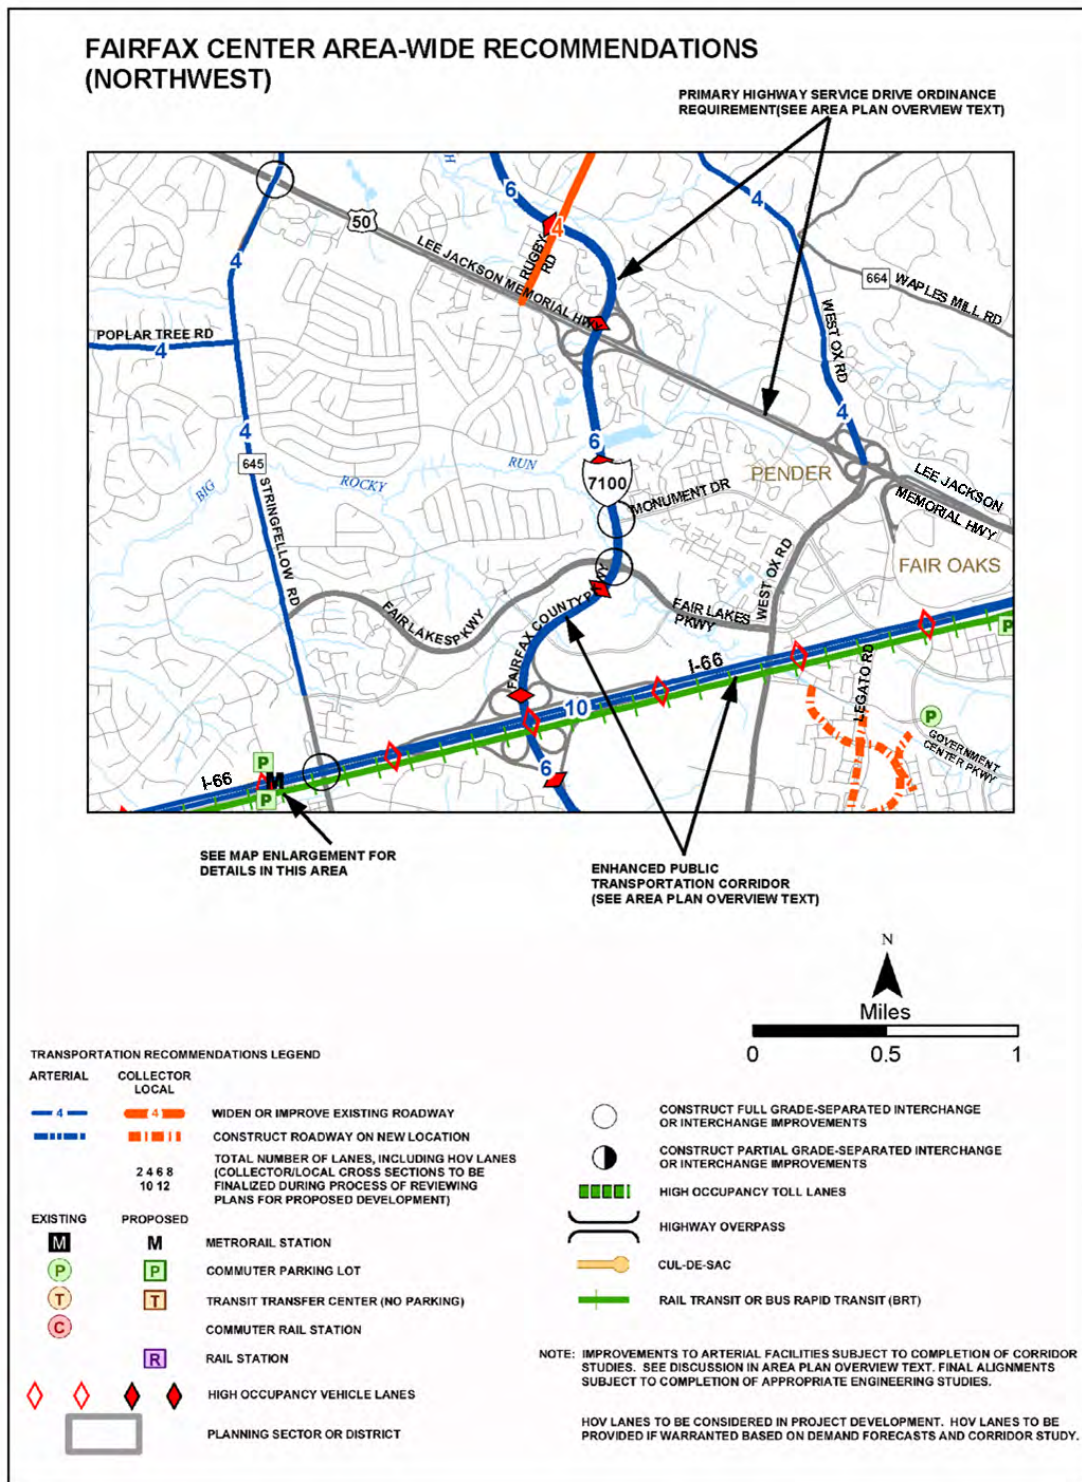 FAIRFAX CENTER AREA-WIDE RECOMMENDATIONS
(NORTHWEST)
PRIMARY HIGHWAY SERVICE DRIVE ORDINANCE
REQUIREMENT(SEE AREA PLAN OVERVIEW TEXT)
H
6
4
50
4
RUGBY
RD
LEE JACKSON MEMORIAL HWY
664
WAPLES MILL RD
4
POPLAR TREE RD
4
WEST OX RD
4
4
6
645
STRINGFELLOW RD
BIG
ROCKY
RUN
7100
MONUMENT DR
PENDER
LEE JACKSON
MEMORIAL HWY
FAIR OAKS
WEST OX RD
FAIR LAKES PKWY
FAIRFAX COUNTY PKWY
FAIR LAKES
PKWY
I-66
10
LEGATO RD
P
P
GOVERNMENT
CENTER PKWY
6
I-66
P
M
P
SEE MAP ENLARGEMENT FOR
DETAILS IN THIS AREA
ENHANCED PUBLIC
TRANSPORTATION CORRIDOR
(SEE AREA PLAN OVERVIEW TEXT)
N
Miles
0 0.5 1
TRANSPORTATION RECOMMENDATIONS LEGEND
ARTERIAL COLLECTOR
LOCAL
4 4 WIDEN OR IMPROVE EXISTING ROADWAY
CONSTRUCT ROADWAY ON NEW LOCATION
2 4 6 8
10 12
TOTAL NUMBER OF LANES, INCLUDING HOV LANES
(COLLECTOR/LOCAL CROSS SECTIONS TO BE
FINALIZED DURING PROCESS OF REVIEWING
PLANS FOR PROPOSED DEVELOPMENT)
EXISTING PROPOSED
M M METRORAIL STATION
P P COMMUTER PARKING LOT
T T TRANSIT TRANSFER CENTER (NO PARKING)
C COMMUTER RAIL STATION
R RAIL STATION
HIGH OCCUPANCY VEHICLE LANES
PLANNING SECTOR OR DISTRICT
CONSTRUCT FULL GRADE-SEPARATED INTERCHANGE
OR INTERCHANGE IMPROVEMENTS
CONSTRUCT PARTIAL GRADE-SEPARATED INTERCHANGE
OR INTERCHANGE IMPROVEMENTS
HIGH OCCUPANCY TOLL LANES
HIGHWAY OVERPASS
CUL-DE-SAC
RAIL TRANSIT OR BUS RAPID TRANSIT (BRT)
NOTE: IMPROVEMENTS TO ARTERIAL FACILITIES SUBJECT TO COMPLETION OF CORRIDOR
STUDIES. SEE DISCUSSION IN AREA PLAN OVERVIEW TEXT. FINAL ALIGNMENTS
SUBJECT TO COMPLETION OF APPROPRIATE ENGINEERING STUDIES.
HOV LANES TO BE CONSIDERED IN PROJECT DEVELOPMENT. HOV LANES TO BE
PROVIDED IF WARRANTED BASED ON DEMAND FORECASTS AND CORRIDOR STUDY.